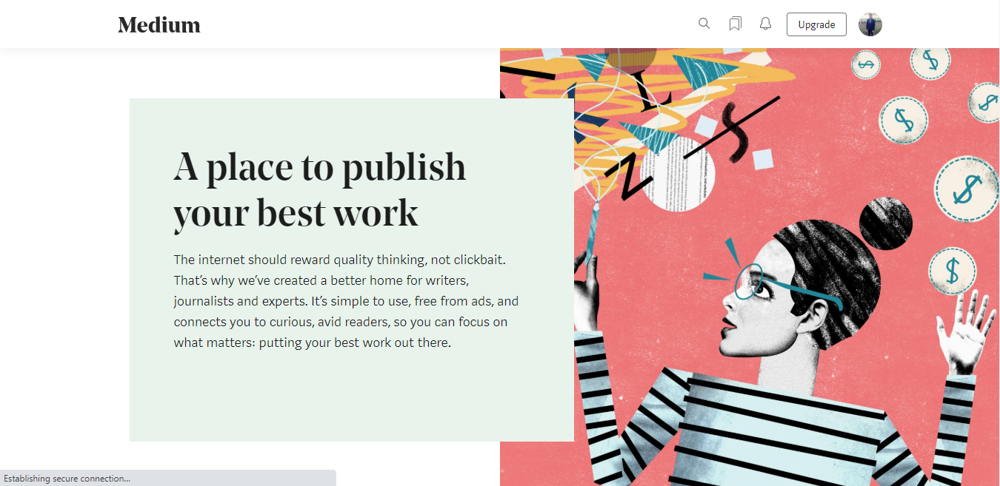 Medium
Upgrade
A place to publish
your best work
The internet should reward quality thinking, not clickbait.
That’s why we’ve created a better home for writers,
journalists and experts. It’s simple to use, free from ads, and
connects you to curious, avid readers, so you can focus on
what matters: putting your best work out there.
Establishing secure connection...